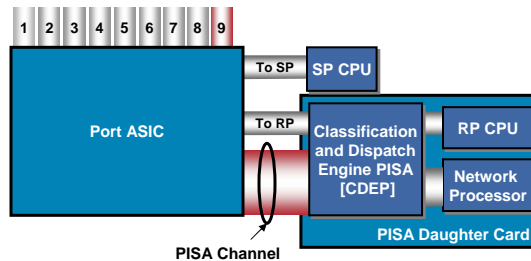 1 2 3 4 5 6 7 8 9
To SP
SP CPU
Port ASIC
To RP
Classification
and Dispatch
Engine PISA
[CDEP]
RP CPU
Network
Processor
PISA Daughter Card
PISA Channel